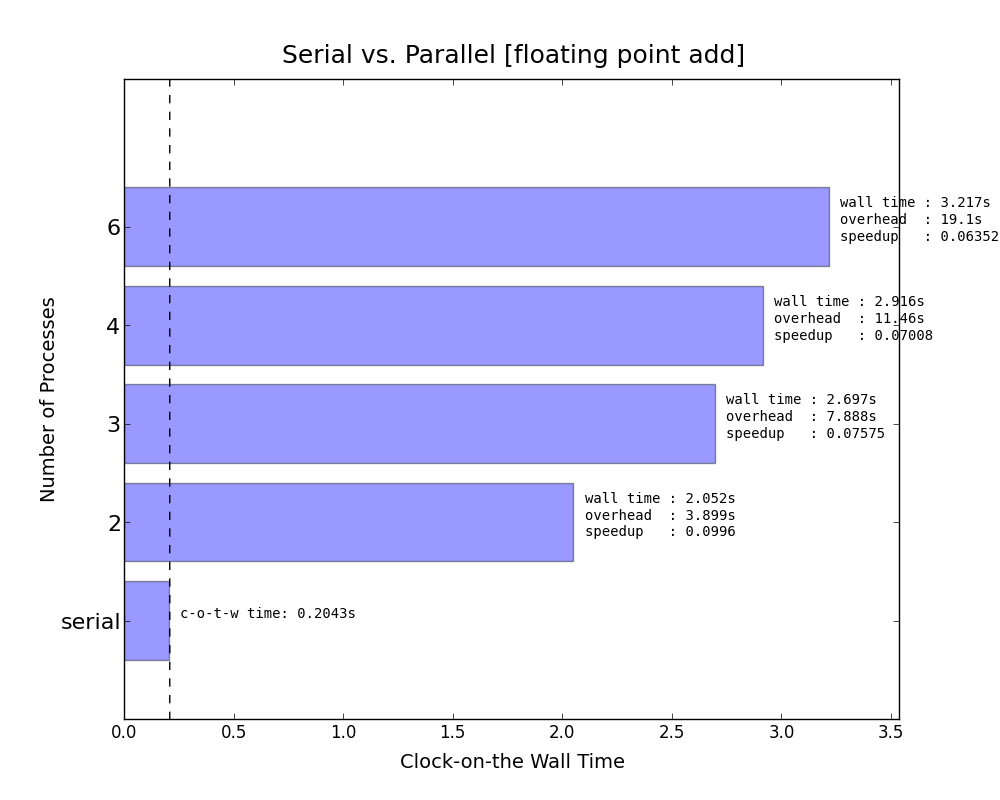 Serial vs. Parallel [floating point add]
6
wall time : 3.217s
overhead  : 19.1s
speedup   : 0.06352
4
wall time : 2.916s
overhead  : 11.46s
speedup   : 0.07008
3
wall time : 2.697s
overhead  : 7.888s
speedup   : 0.07575
2
wall time : 2.052s
overhead  : 3.899s
speedup   : 0.0996
serial
c-o-t-w time: 0.2043s
Number of Processes
0.0 0.5 1.0 1.5 2.0 2.5 3.0 3.5
Clock-on-the Wall Time